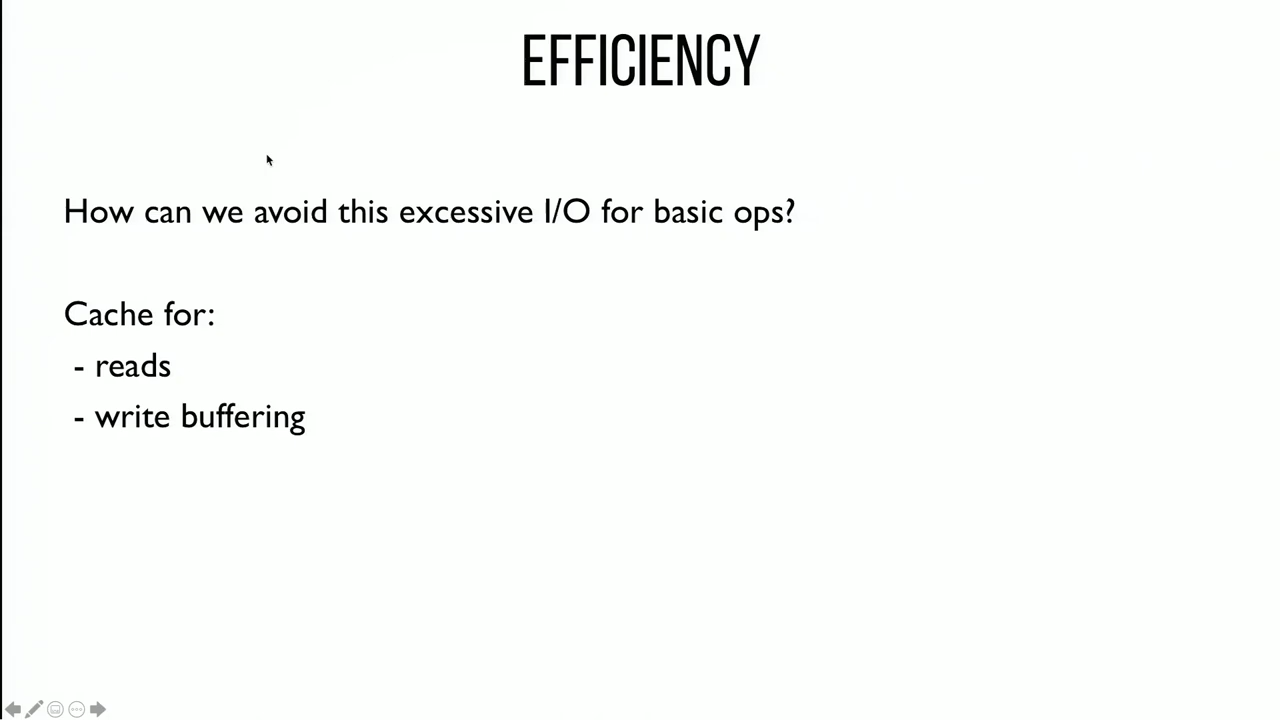 EFFICIENCY
How can we avoid this excessive I/O for basic ops?
Cache for:
- reads
- write buffering